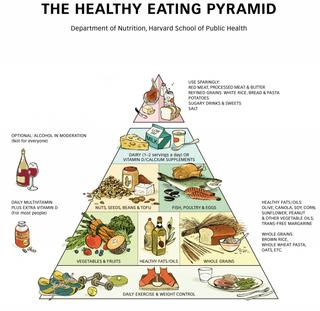 THE HEALTHY EATING PYRAMID
Department of Nutrition, Harvard School of Public Health
USE SPARINGLY:
RED MEAT, PROCESSED MEAT & BUTTER
REFINED GRAINS: WHITE RICE, BREAD & PASTA
POTATOES
SUGARY DRINKS & SWEETS
SALT
OPTIONAL: ALCOHOL IN MODERATION
(Not for everyone)
DAIRY (1–2 servings a day) OR
VITAMIN D/CALCIUM SUPPLEMENTS
DAILY MULTIVITAMIN
PLUS EXTRA VITAMIN D
(For most people)
NUTS, SEEDS, BEANS & TOFU
FISH, POULTRY & EGGS
HEALTHY FATS/OILS:
OLIVE, CANOLA, SOY, CORN,
SUNFLOWER, PEANUT
& OTHER VEGETABLE OILS,
TRANS-FREE MARGARINE
WHOLE GRAINS:
BROWN RICE,
WHOLE WHEAT PASTA,
OATS, ETC.
VEGETABLES & FRUITS
HEALTHY FATS/OILS
WHOLE GRAINS
DAILY EXERCISE & WEIGHT CONTROL